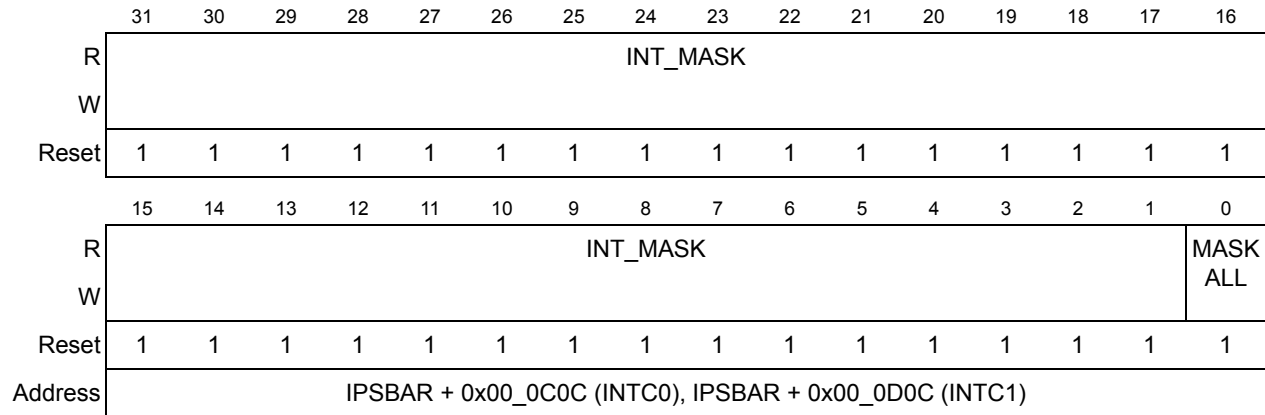 31 30 29 28 27 26 25 24 23 22 21 20 19 18 17 16
R INT_MASK
W
Reset 1 1 1 1 1 1 1 1 1 1 1 1 1 1 1 1
15 14 13 12 11 10 9 8 7 6 5 4 3 2 1 0
R INT_MASK MASK
W ALL
Reset 1 1 1 1 1 1 1 1 1 1 1 1 1 1 1 1
Address IPSBAR + 0x00_0C0C (INTC0), IPSBAR + 0x00_0D0C (INTC1)